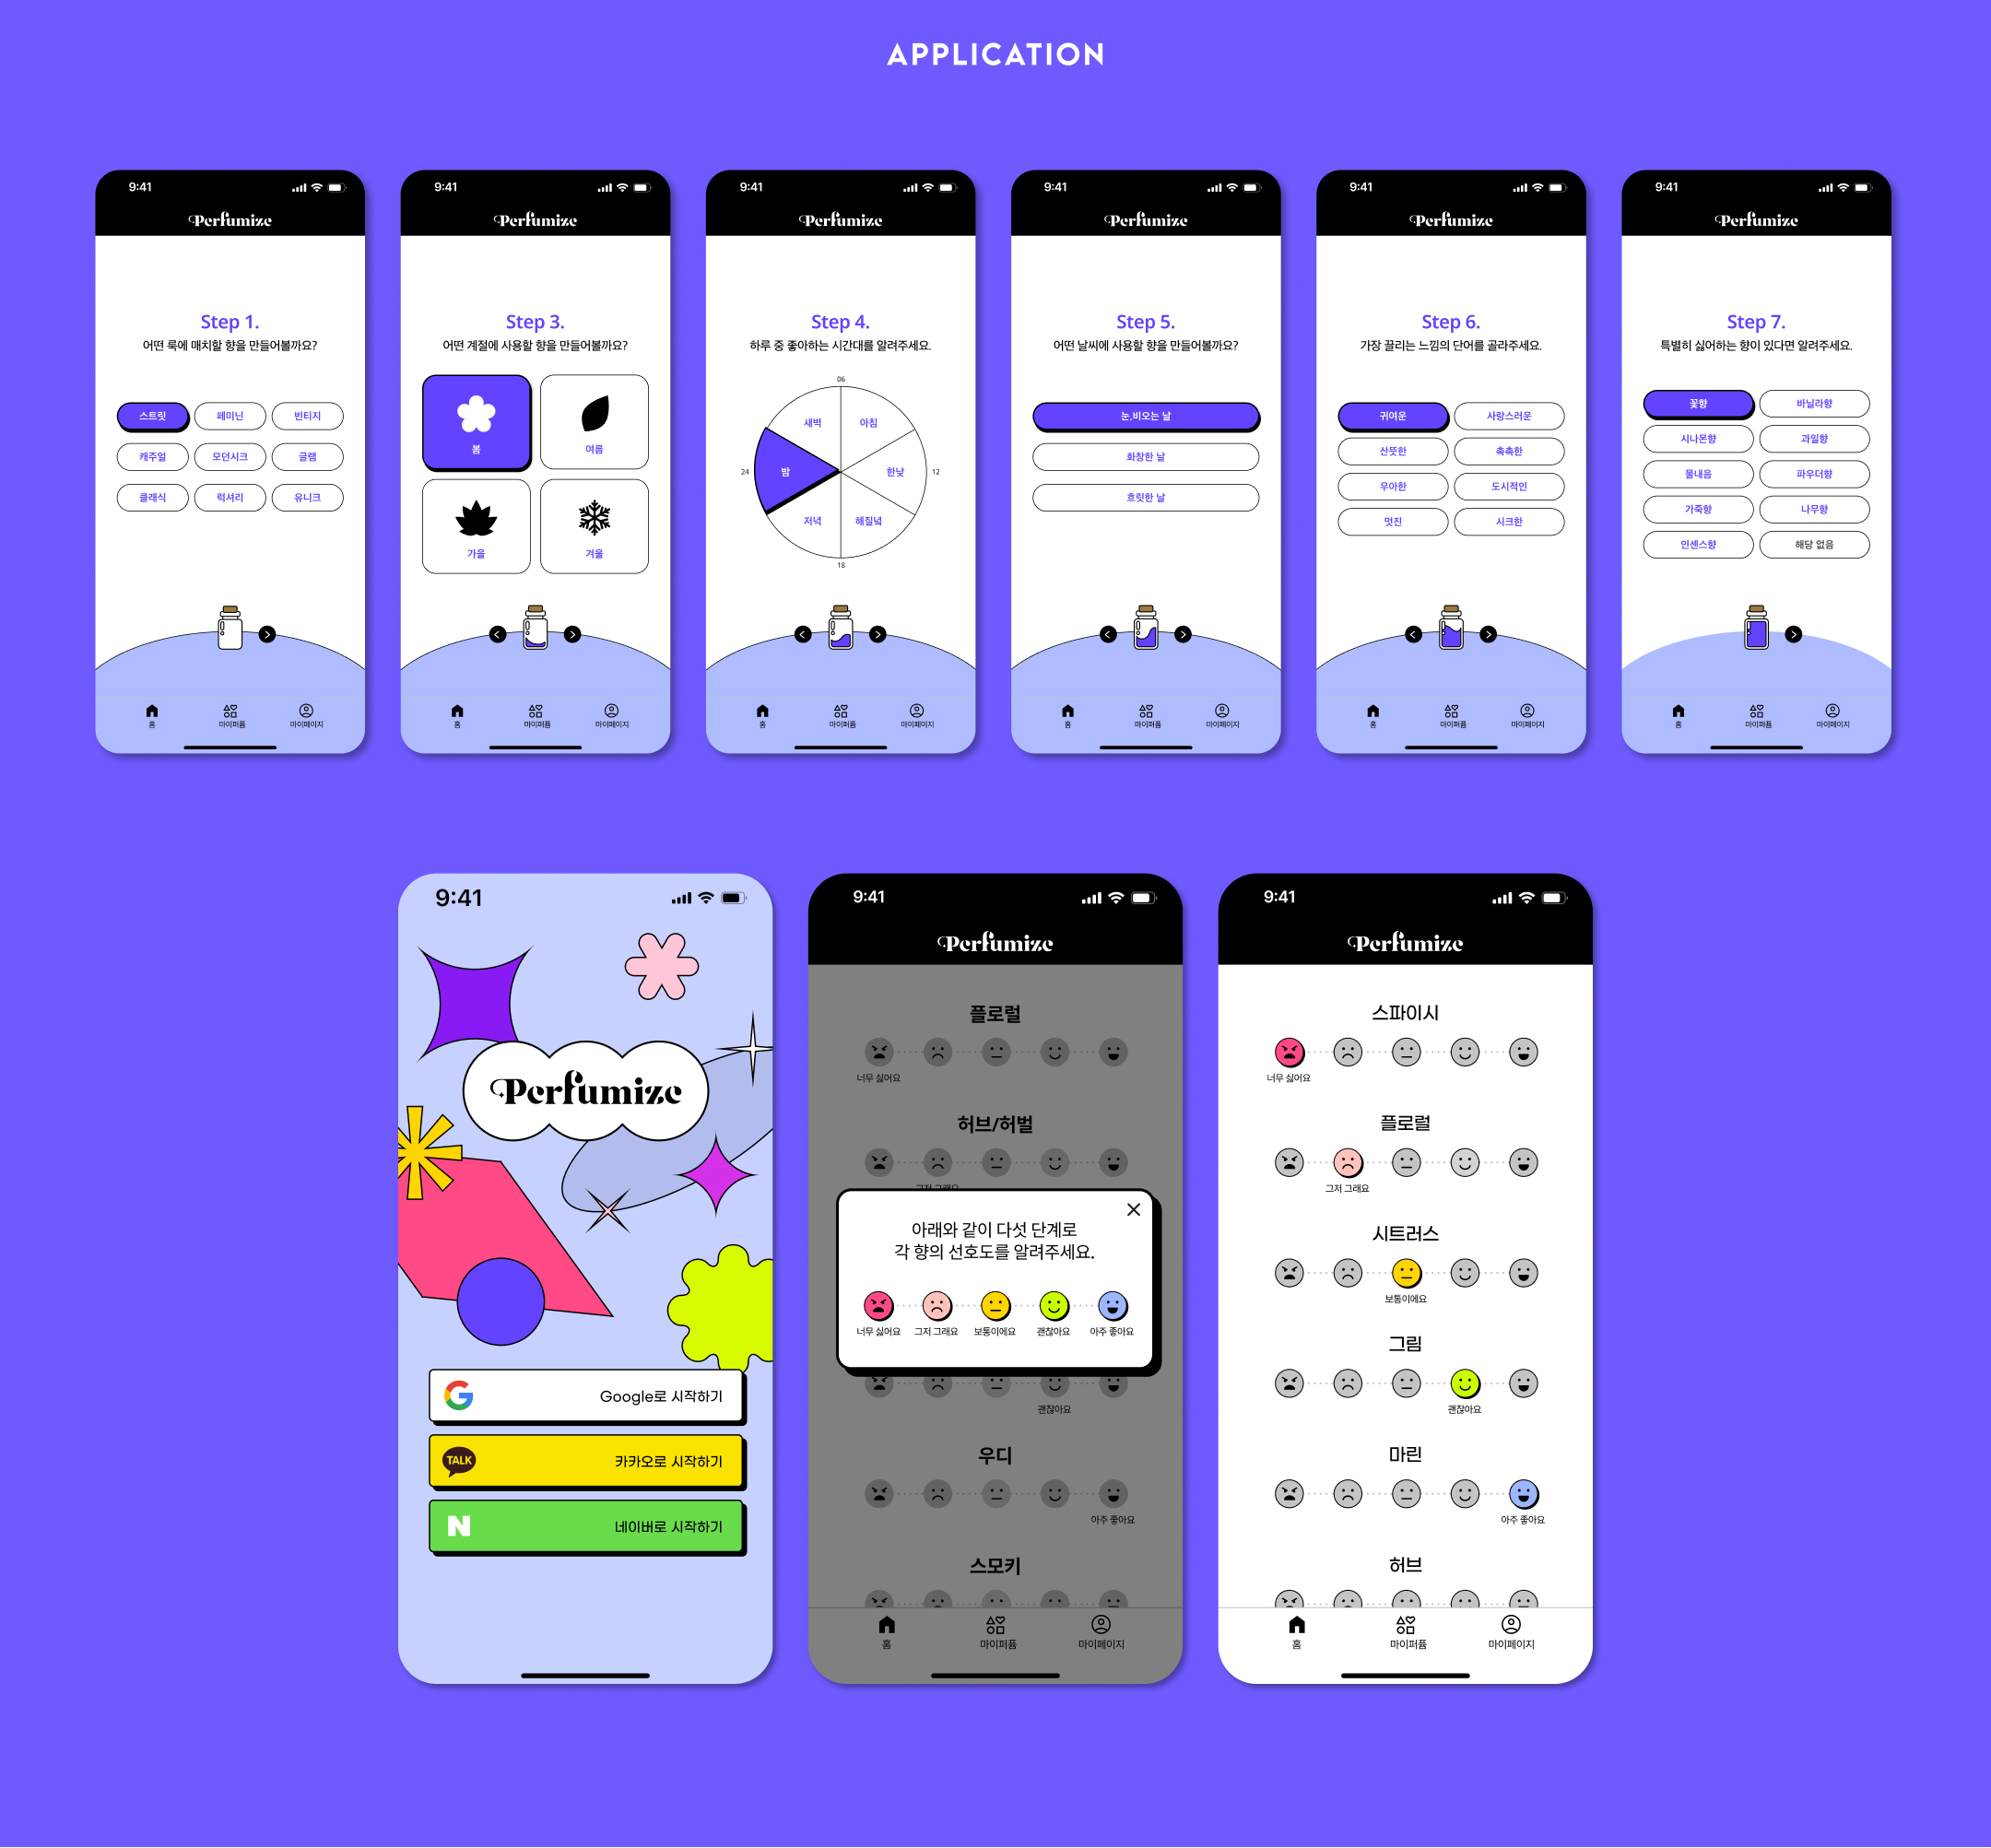 APPLICATION
9:41
Perfumize
Step 1.
어떤 룩에 매치할 향을 만들어볼까요?
스트릿 페미닌 빈티지
캐주얼 모던시크 글램
클래식 럭셔리 유니크
홈 마이퍼퓸 마이페이지
9:41
Perfumize
Step 3.
어떤 계절에 사용할 향을 만들어볼까요?
봄 여름
가을 겨울
홈 마이퍼퓸 마이페이지
9:41
Perfumize
Step 4.
하루 중 좋아하는 시간대를 알려주세요.
06
새벽 아침
24 밤 한낮 12
저녁 해질녘
18
홈 마이퍼퓸 마이페이지
9:41
Perfumize
Step 5.
어떤 날씨에 사용할 향을 만들어볼까요?
눈,비오는 날
화창한 날
흐릿한 날
홈 마이퍼퓸 마이페이지
9:41
Perfumize
Step 6.
가장 끌리는 느낌의 단어를 골라주세요.
귀여운 사랑스러운
산뜻한 촉촉한
우아한 도시적인
멋진 시크한
홈 마이퍼퓸 마이페이지
9:41
Perfumize
Step 7.
특별히 싫어하는 향이 있다면 알려주세요.
꽃향 바닐라향
시나몬향 과일향
물내음 파우더향
가죽향 나무향
인센스향 해당 없음
홈 마이퍼퓸 마이페이지
9:41
Perfumize
Google로 시작하기
TALK 카카오로 시작하기
N 네이버로 시작하기
9:41
Perfumize
플로럴
너무 싫어요
허브/허벌
그저 그래요
아래와 같이 다섯 단계로
각 향의 선호도를 알려주세요.
너무 싫어요 그저 그래요 보통이에요 괜찮아요 아주 좋아요
괜찮아요
우디
아주 좋아요
스모키
홈 마이퍼퓸 마이페이지
9:41
Perfumize
스파이시
너무 싫어요
플로럴
그저 그래요
시트러스
보통이에요
그림
괜찮아요
마린
아주 좋아요
허브
홈 마이퍼퓸 마이페이지